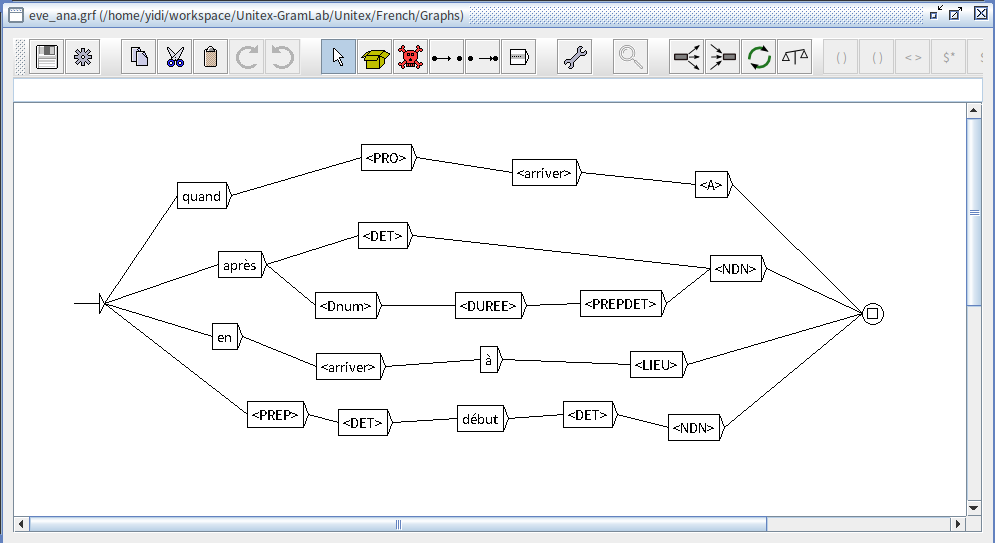 eve_ana.grf (/home/yidi/workspace/Unitex-GramLab/Unitex/French/Graphs)
() () <> $*
quand <PRO> <arriver> <A>
après <DET> <NDN>
<Dnum> <DUREE> <PREPDET>
en <arriver> à <LIEU>
<PREP> <DET> début <DET> <NDN>